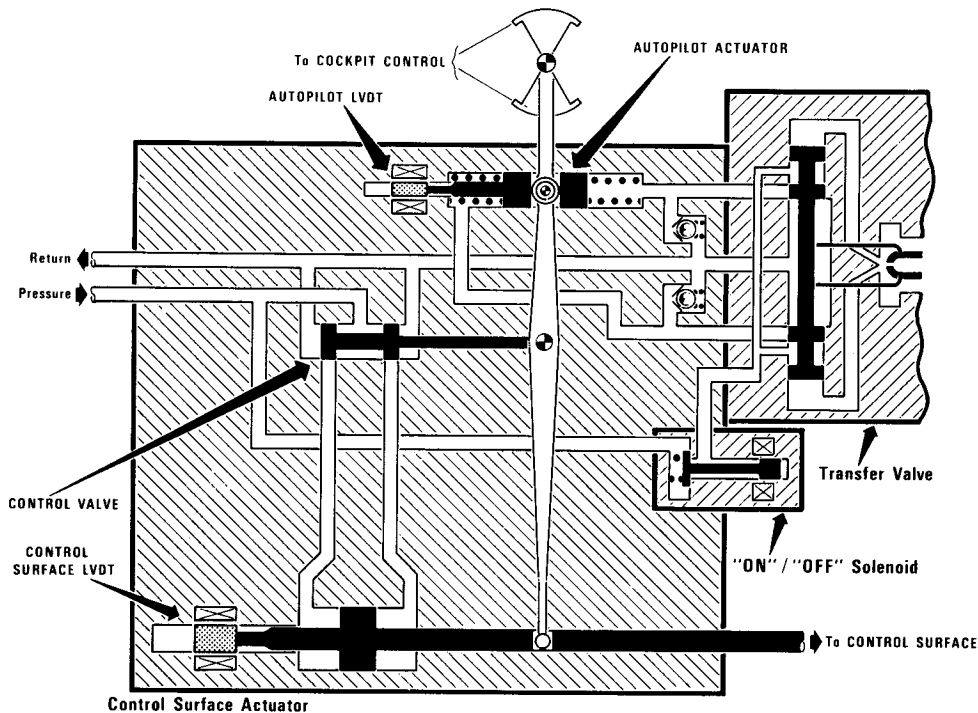 To COCKPIT CONTROL
AUTOPILOT ACTUATOR
AUTOPILOT LVDT
Return
Pressure
CONTROL VALVE
CONTROL
SURFACE LVDT
Transfer Valve
"ON"/"OFF" Solenoid
To CONTROL SURFACE
Control Surface Actuator